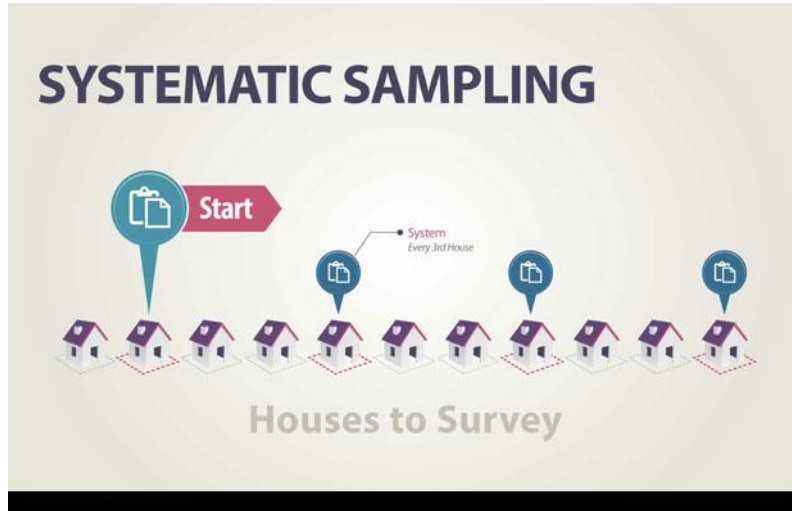 SYSTEMATIC SAMPLING
Start
System
Every 3rd House
Houses to Survey